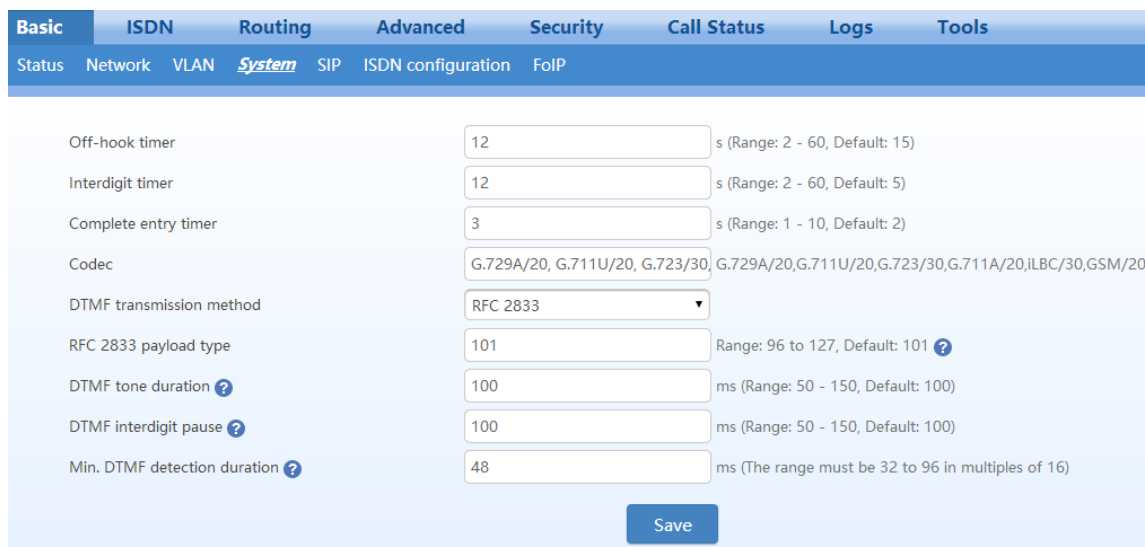 Basic ISDN Routing Advanced Security Call Status Logs Tools
Status Network VLAN System SIP ISDN configuration FoIP
Off-hook timer 12 s (Range: 2 - 60, Default: 15)
Interdigit timer 12 s (Range: 2 - 60, Default: 5)
Complete entry timer 3 s (Range: 1 - 10, Default: 2)
Codec G.729A/20, G.711U/20, G.723/30, G.729A/20,G.711U/20,G.723/30,G.711A/20,iLBC/30,GSM/20
DTMF transmission method RFC 2833
RFC 2833 payload type 101 Range: 96 to 127, Default: 101 ?
DTMF tone duration ? 100 ms (Range: 50 - 150, Default: 100)
DTMF interdigit pause ? 100 ms (Range: 50 - 150, Default: 100)
Min. DTMF detection duration ? 48 ms (The range must be 32 to 96 in multiples of 16)
Save